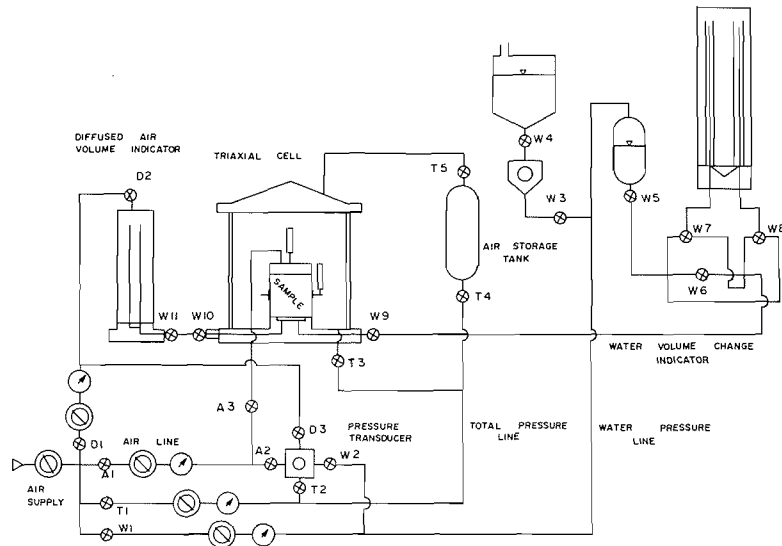 DIFFUSED AIR
VOLUME INDICATOR
D2
TRIAXIAL CELL
T5
W4
W3
W5
W7
W8
AIR STORAGE
TANK
SAMPLE
T4
W6
W11
W10
W9
T3
WATER VOLUME CHANGE
INDICATOR
A3
D3
PRESSURE
TRANSDUCER
TOTAL PRESSURE
LINE
WATER PRESSURE
LINE
D1
AIR LINE
A2
W2
A1
AIR
SUPPLY
T1
T2
W1